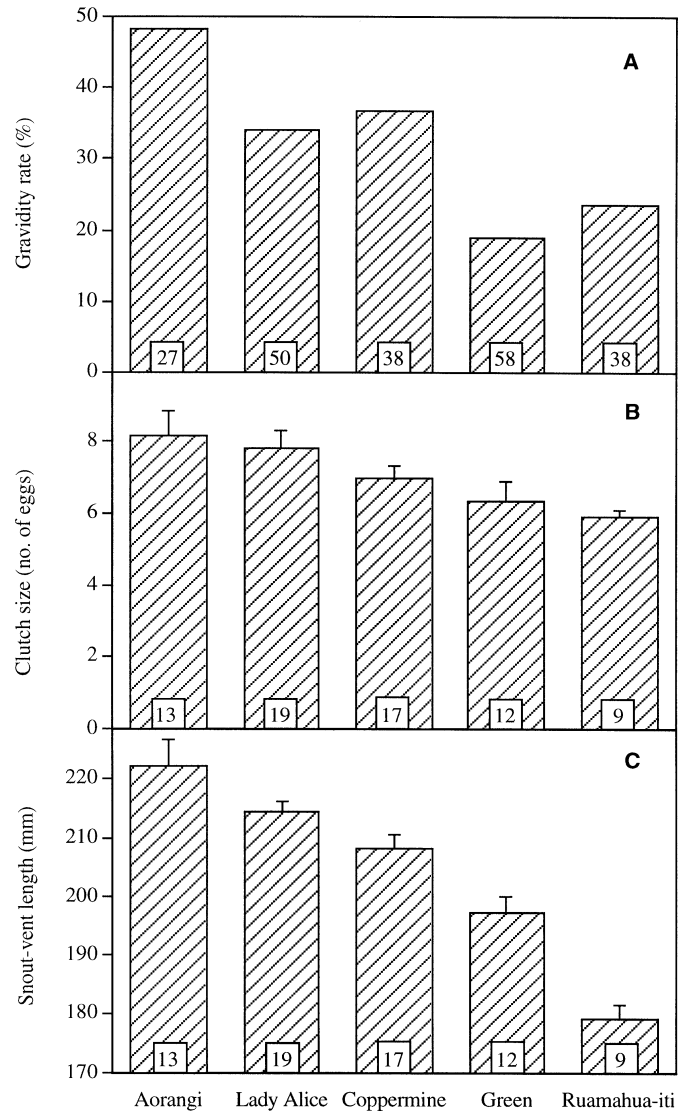 50
A
40
30
20
10
0
Gravidity rate (%)
27 50 38 58 38
B
8
6
4
2
0
Clutch size (no. of eggs)
13 19 17 12 9
C
220
210
200
190
180
170
Snout-vent length (mm)
13 19 17 12 9
Aorangi Lady Alice Coppermine Green Ruamahua-iti